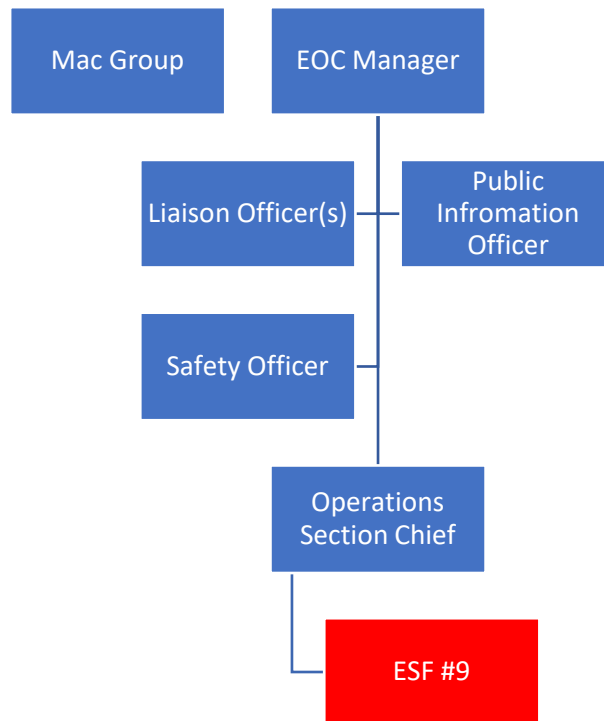 Mac Group
EOC Manager
Liaison Officer(s)
Public
Infromation
Officer
Safety Officer
Operations
Section Chief
ESF #9